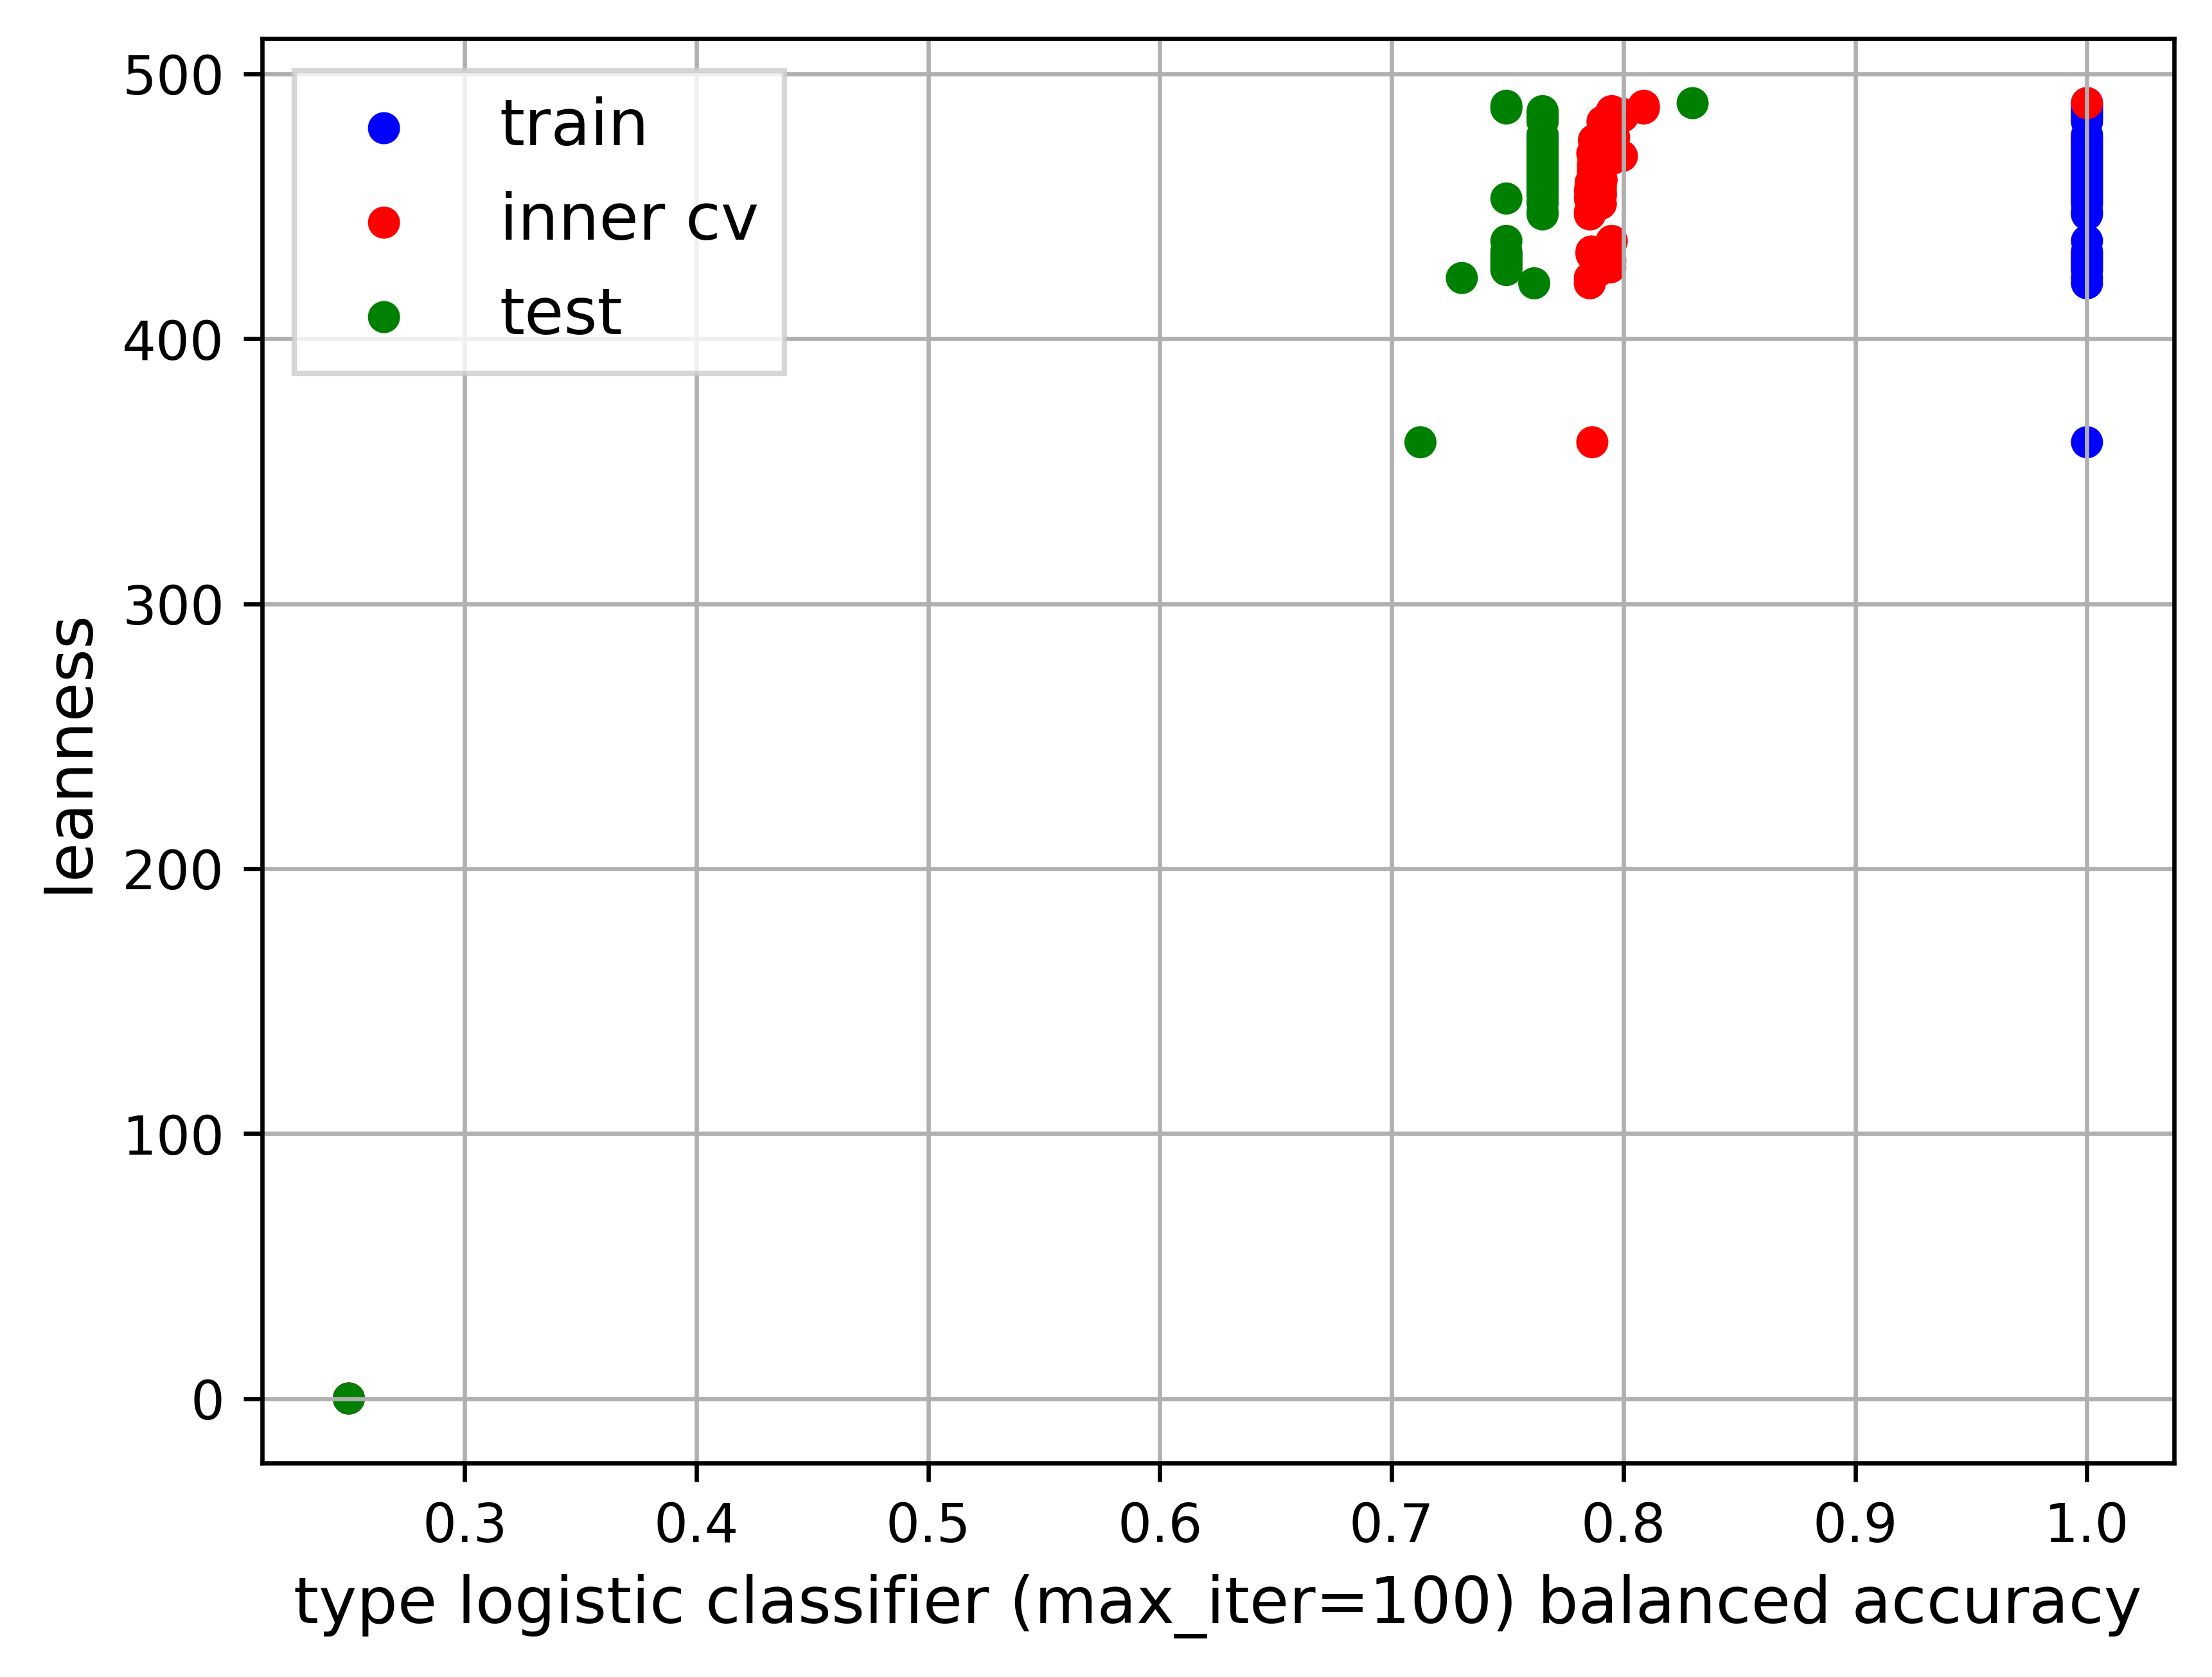 500
400
300
200
100
0
leanness
train
inner cv
test
0.3 0.4 0.5 0.6 0.7 0.8 0.9 1.0
type logistic classifier (max_iter=100) balanced accuracy